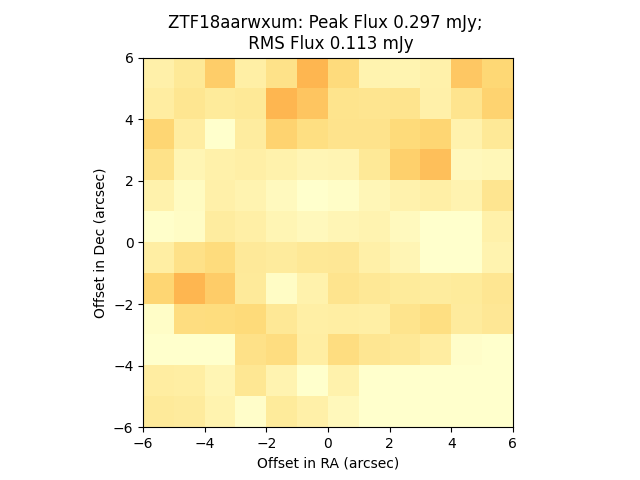 ZTF18aarwxum: Peak Flux 0.297 mJy;
RMS Flux 0.113 mJy
6
4
2
0
−2
−4
−6
Offset in Dec (arcsec)
−6 −4 −2 0 2 4 6
Offset in RA (arcsec)